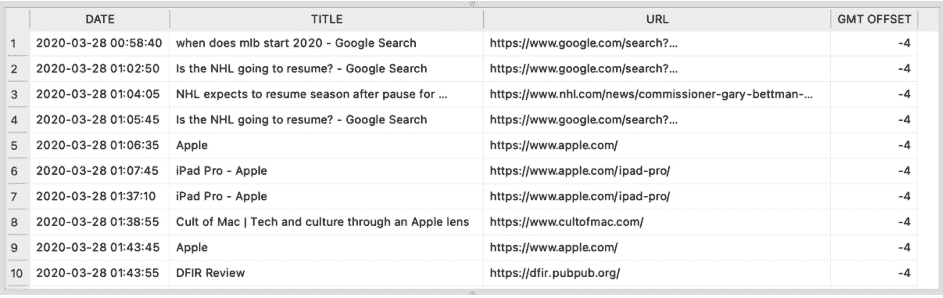 DATE TITLE URL GMT OFFSET
1 2020-03-28 00:58:40 when does mlb start 2020 - Google Search https://www.google.com/search?... -4
2 2020-03-28 01:02:50 Is the NHL going to resume? - Google Search https://www.google.com/search?... -4
3 2020-03-28 01:04:05 NHL expects to resume season after pause for ... https://www.nhl.com/news/commissioner-gary-bettman-... -4
4 2020-03-28 01:05:45 Is the NHL going to resume? - Google Search https://www.google.com/search?... -4
5 2020-03-28 01:06:35 Apple https://www.apple.com/ -4
6 2020-03-28 01:07:45 iPad Pro - Apple https://www.apple.com/ipad-pro/ -4
7 2020-03-28 01:37:10 iPad Pro - Apple https://www.apple.com/ipad-pro/ -4
8 2020-03-28 01:38:55 Cult of Mac | Tech and culture through an Apple lens https://www.cultofmac.com/ -4
9 2020-03-28 01:43:45 Apple https://www.apple.com/ -4
10 2020-03-28 01:43:55 DFIR Review https://dfir.pubpub.org/ -4